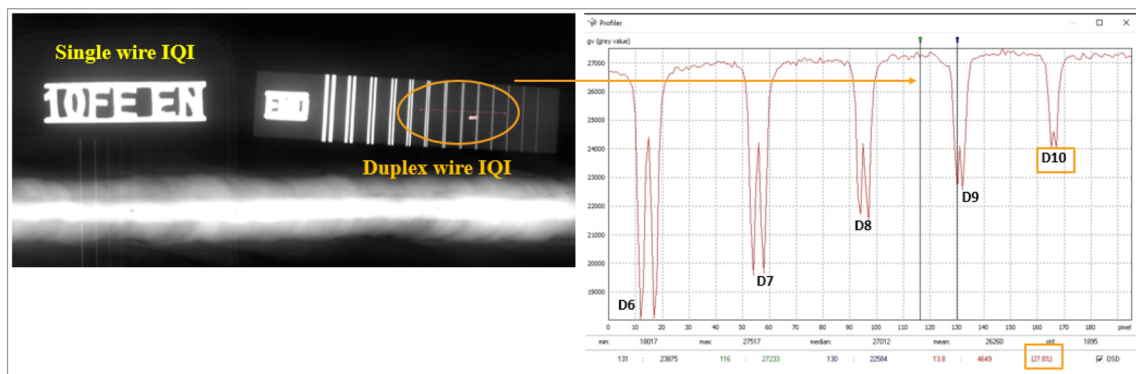 Single wire IQI
10FE EN
Duplex wire IQI
Profiler
gv (grey value)
27000
26000
25000
24000
23000
22000
21000
20000
19000
D6
D7
D8
D9
D10
0 10 20 30 40 50 60 70 80 90 100 110 120 130 140 150 160 170 180 pixel
min: 18017 max: 27517 median: 27012 mean: 26260 std: 1895
131 : 23875 116 : 27233 130 : 22584 13.8 : 4649 (27.8%) OSD